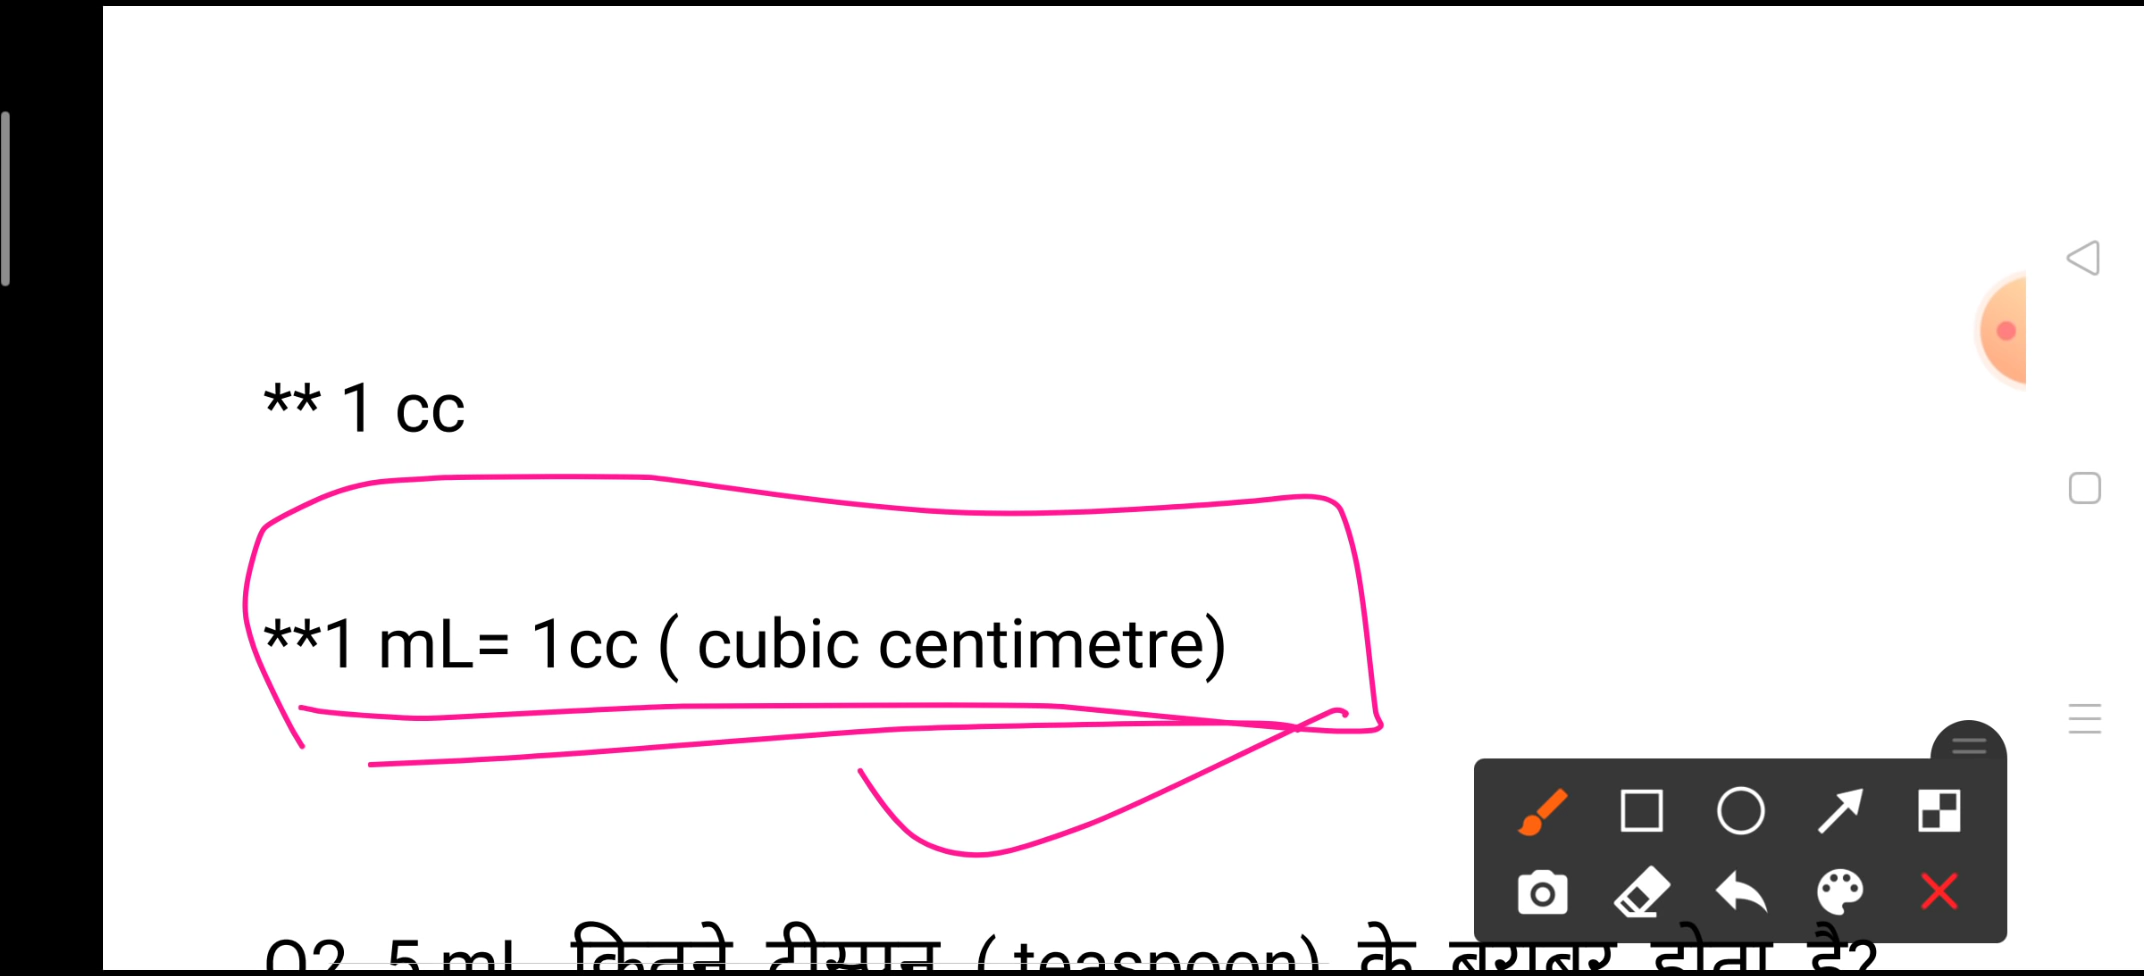 ** 1 cc
**1 mL= 1cc ( cubic centimetre)
Q2. 5 ml कितने टीस्पून ( teaspoon) के बराबर होता है?